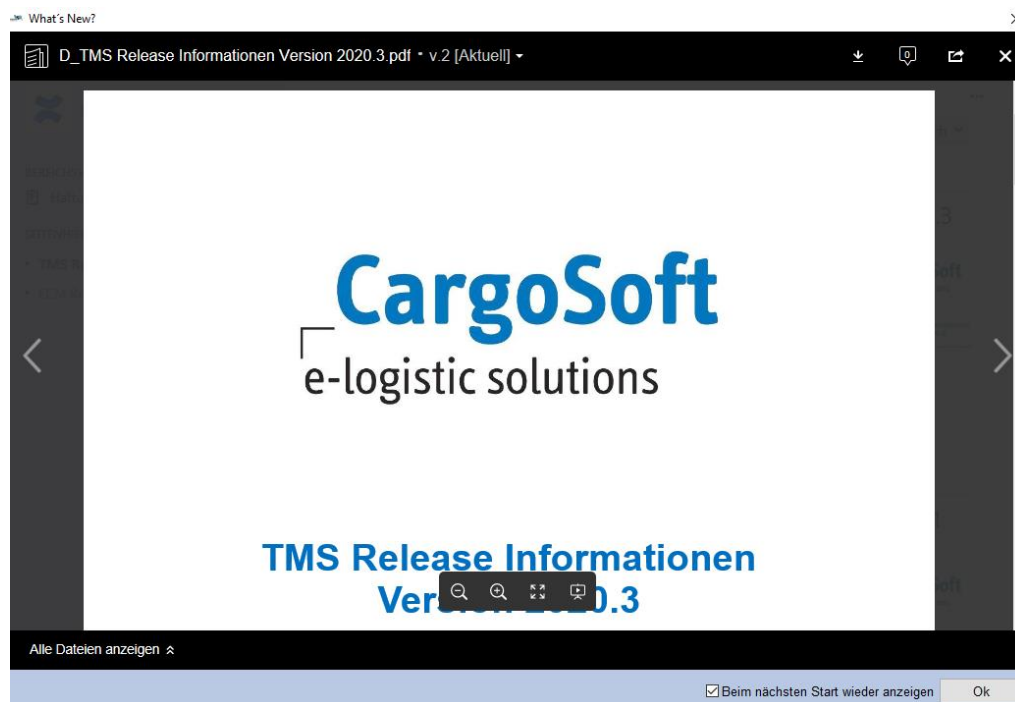 What´s New?
D_TMS Release Informationen Version 2020.3.pdf • v.2 [Aktuell]
0
CargoSoft
e-logistic solutions
TMS Release Informationen
Version 2020.3
Alle Dateien anzeigen
Beim nächsten Start wieder anzeigen
Ok